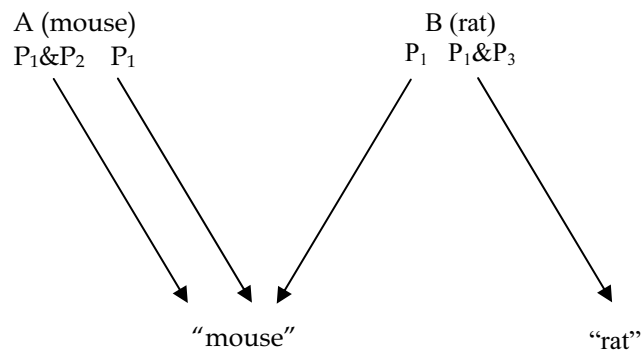 A (mouse) B (rat)
P₁&P₂ P₁ P₁ P₁&P₃
“mouse” “rat”